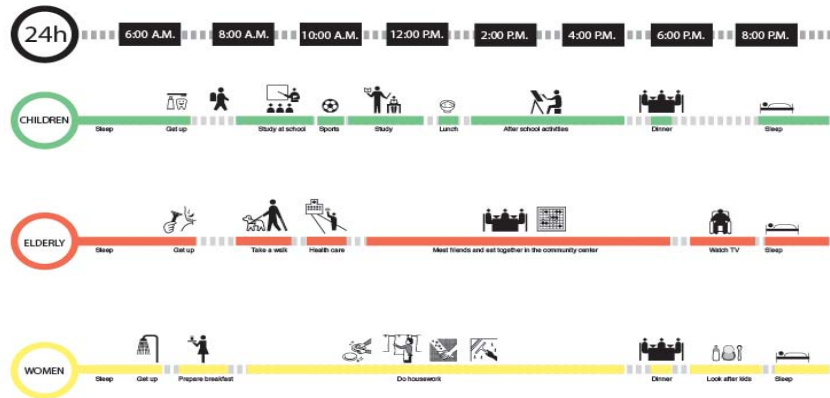 24h 6:00 A.M. 8:00 A.M. 10:00 A.M. 12:00 P.M. 2:00 P.M. 4:00 P.M. 6:00 P.M. 8:00 P.M.
CHILDREN
Sleep Get up Study at school Sports Study Lunch After school activities Dinner Sleep
ELDERLY
Sleep Get up Take a walk Health care Meet friends and eat together in the community center Watch TV Sleep
WOMEN
Sleep Get up Prepare breakfast Do housework Dinner Look after kids Sleep